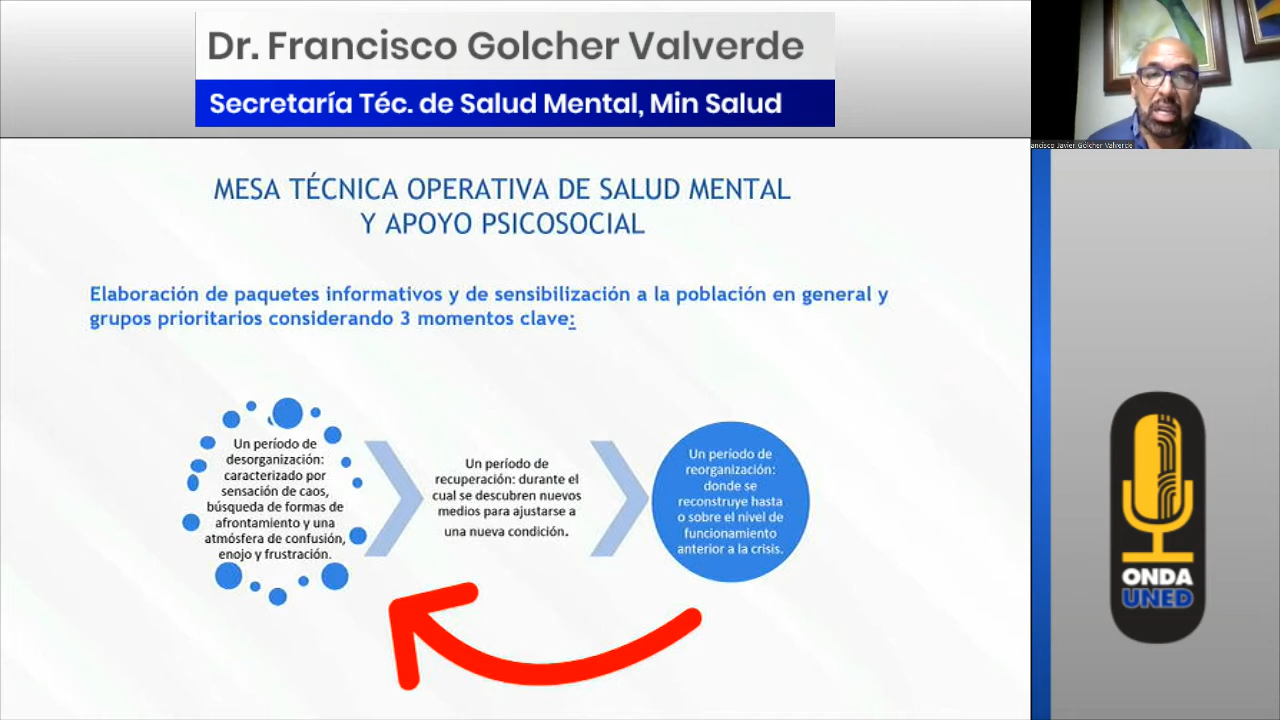 Dr. Francisco Golcher Valverde
Secretaría Téc. de Salud Mental, Min Salud
ancisco Javier Golcher Valverde
MESA TÉCNICA OPERATIVA DE SALUD MENTAL
Y APOYO PSICOSOCIAL
Elaboración de paquetes informativos y de sensibilización a la población en general y
grupos prioritarios considerando 3 momentos clave:
Un período de
desorganización:
caracterizado por
sensación de caos,
búsqueda de formas de
afrontamiento y una
atmósfera de confusión,
enojo y frustración.
Un período de
recuperación: durante el
cual se descubren nuevos
medios para ajustarse a
una nueva condición.
Un período de
reorganización:
donde se
reconstruye hasta
o sobre el nivel de
funcionamiento
anterior a la crisis.
ONDA
UNED